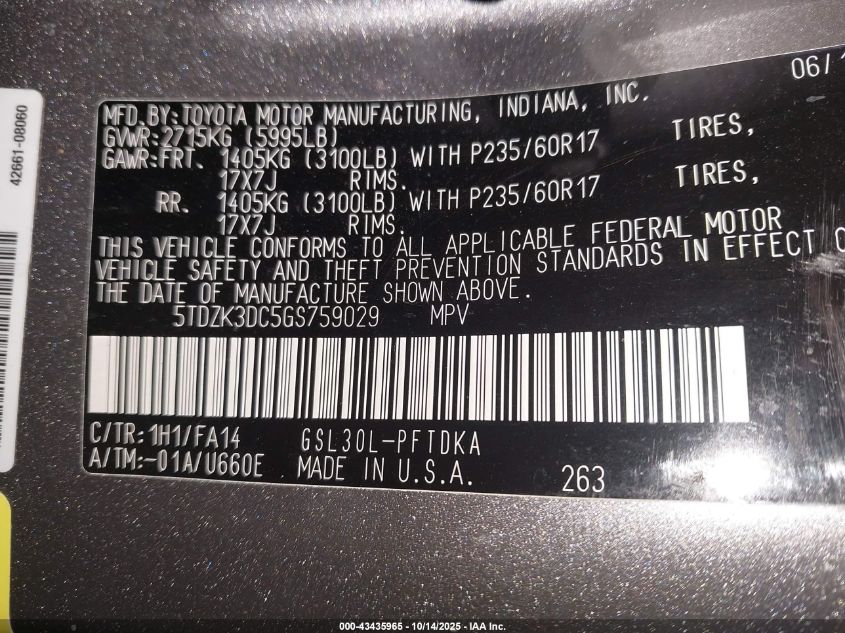 06/1
MFD.BY:TOYOTA MOTOR MANUFACTURING, INDIANA, INC.
GVWR:2715KG (5995LB)
GAWR:FRT. 1405KG (3100LB) WITH P235/60R17 TIRES,
17X7J RIMS.
RR. 1405KG (3100LB) WITH P235/60R17 TIRES,
17X7J RIMS.
THIS VEHICLE CONFORMS TO ALL APPLICABLE FEDERAL MOTOR
VEHICLE SAFETY AND THEFT PREVENTION STANDARDS IN EFFECT
THE DATE OF MANUFACTURE SHOWN ABOVE.
5TDZK3DC5GS759029 MPV
C/TR:1H1/FA14 GSL30L-PFTDKA
A/TM:-01A/U660E MADE IN U.S.A. 263
42661-08060
000-43435965 - 10/14/2025 - IAA Inc.